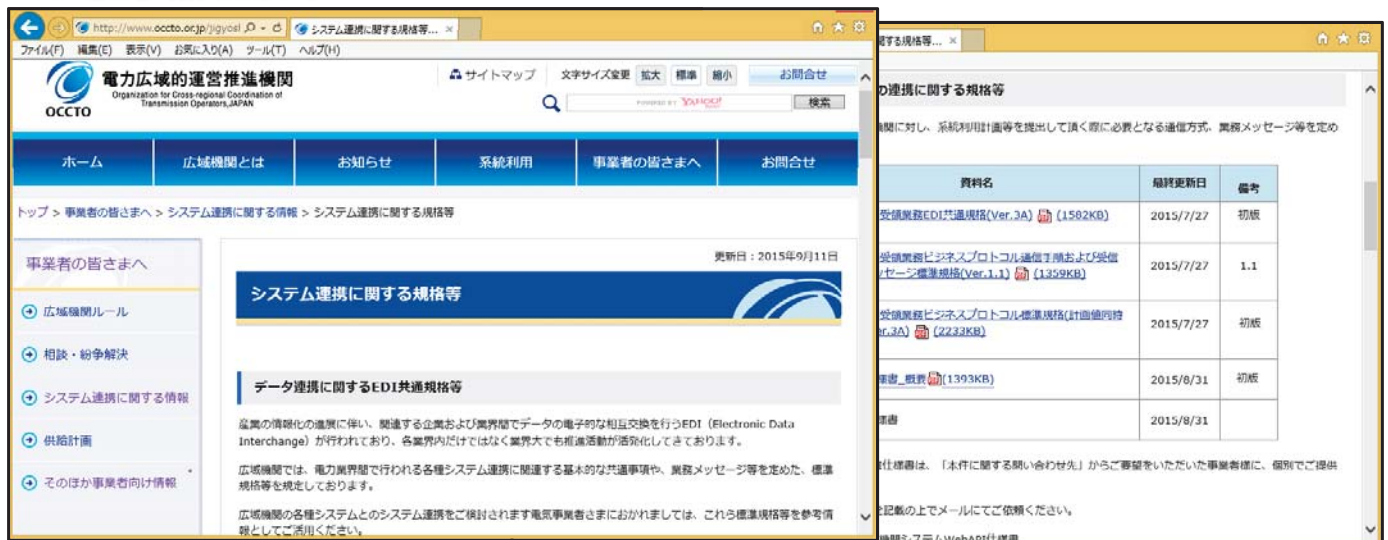 http://www.occto.or.jp/jigyosl
システム連携に関する規格等... ×
ファイル(F) 編集(E) 表示(V) お気に入り(A) ツール(T) ヘルプ(H)
OCCTO
電力広域的運営推進機関
Organization for Cross-regional Coordination of
Transmission Operators,JAPAN
サイトマップ 文字サイズ変更 拡大 標準 縮小 お問合せ
POWERED BY YAHOO! 検索
ホーム 広域機関とは お知らせ 系統利用 事業者の皆さまへ お問合せ
トップ > 事業者の皆さまへ > システム連携に関する情報 > システム連携に関する規格等
事業者の皆さまへ
広域機関ルール
相談・紛争解決
システム連携に関する情報
供給計画
そのほか事業者向け情報
更新日:2015年9月11日
システム連携に関する規格等
データ連携に関するEDI共通規格等
産業の情報化の進展に伴い、関連する企業および業界間でデータの電子的な相互交換を行うEDI(Electronic Data
Interchange)が行われており、各業界内だけではなく業界大でも推進活動が活発化してきております。
広域機関では、電力業界間で行われる各種システム連携に関連する基本的な共通事項や、業務メッセージ等を定めた、標準
規格等を規定しております。
広域機関の各種システムとのシステム連携をご検討されます電気事業者さまにおかれましては、これら標準規格等を参考情
報としてご活用ください。
関する規格等... ×
の連携に関する規格等
機関に対し、系統利用計画等を提出して頂く際に必要となる通信方式、業務メッセージ等を定め
資料名 最終更新日 備考
受領業務EDI共通規格(Ver.3A) (1582KB) 2015/7/27 初版
受領業務ビジネスプロトコル通信手順および受信
ッセージ標準規格(Ver.1.1) (1359KB) 2015/7/27 1.1
受領業務ビジネスプロトコル標準規格(計画値同時
er.3A) (2233KB) 2015/7/27 初版
様書_概要(1393KB) 2015/8/31 初版
様書 2015/8/31
仕様書は、「本件に関する問い合わせ先」からご要望をいただいた事業者様に、個別でご提供
を記載の上でメールにてご依頼ください。
機関システムWebAPI仕様書